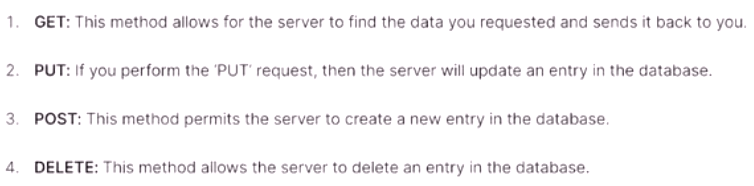 1. GET: This method allows for the server to find the data you requested and sends it back to you.
2. PUT: If you perform the 'PUT' request, then the server will update an entry in the database.
3. POST: This method permits the server to create a new entry in the database.
4. DELETE: This method allows the server to delete an entry in the database.